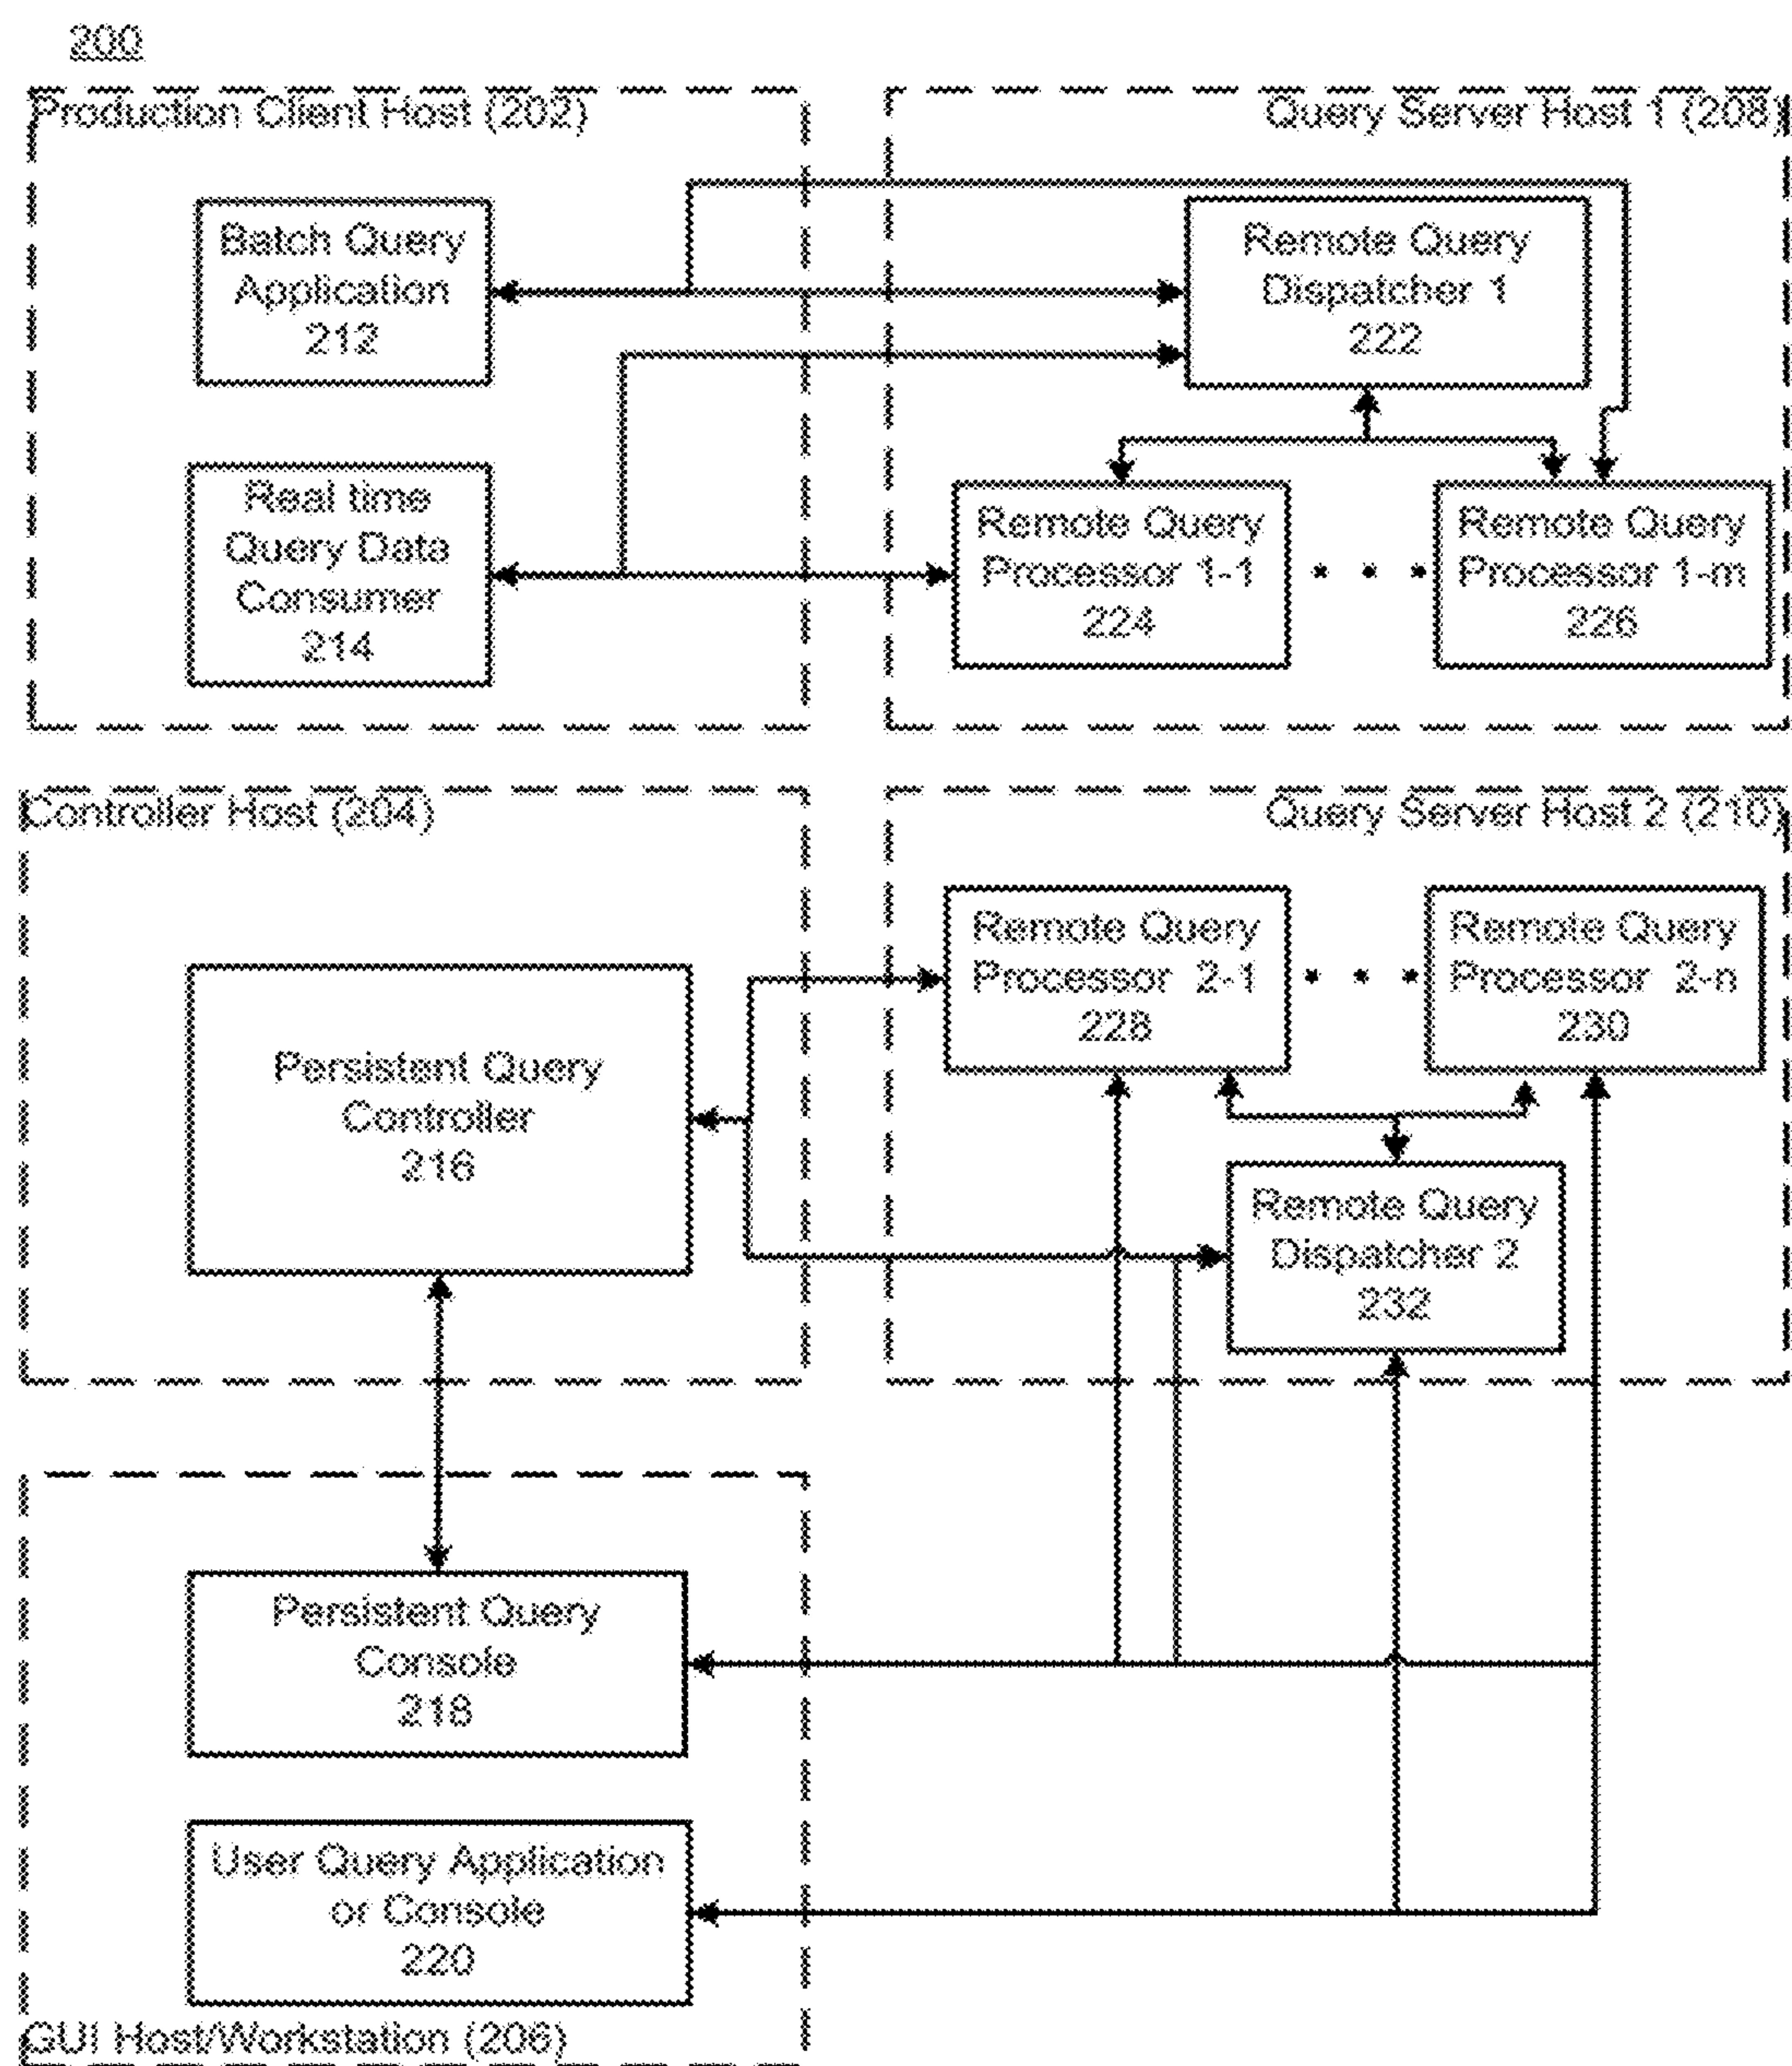 200
Production Client Host (202)
Query Server Host 1 (208)
Batch Query
Application
212
Remote Query
Dispatcher 1
222
Real time
Query Data
Consumer
214
Remote Query
Processor 1-1
224
Remote Query
Processor 1-m
226
Controller Host (204)
Query Server Host 2 (210)
Remote Query
Processor 2-1
228
Remote Query
Processor 2-n
230
Persistent Query
Controller
216
Remote Query
Dispatcher 2
232
Persistent Query
Console
218
User Query Application
or Console
220
GUI Host/Workstation (206)